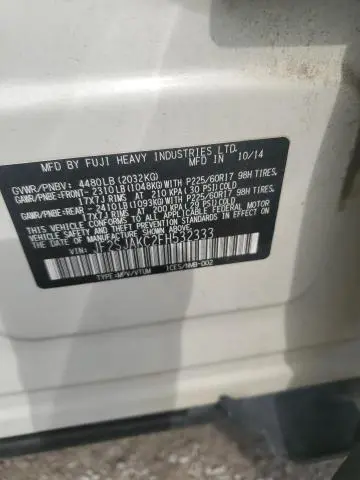 MFD BY FUJI HEAVY INDUSTRIES LTD.
MFD IN 10/14
GVWR/PNBV: 4480LB (2032KG)
GAWR/PNBE-FRONT- 2310LB (1048KG) WITH P225/60R17 98H TIRES,
17X7J RIMS AT 210 KPA (30 PSI) COLD
GAWR/PNBE-REAR - 2410LB (1093KG) WITH P225/60R17 98H TIRES,
17X7J RIMS AT 200 KPA (29 PSI) COLD
THIS VEHICLE CONFORMS TO ALL APPLICABLE FEDERAL MOTOR
VEHICLE SAFETY AND THEFT PREVENTION STANDARDS IN EFFECT
ON THE DATE OF MANUFACTURE SHOWN ABOVE.
VIN: JF2SJAKC2FH532333
TYPE:MPV/VTUM 1CES/NMB-002